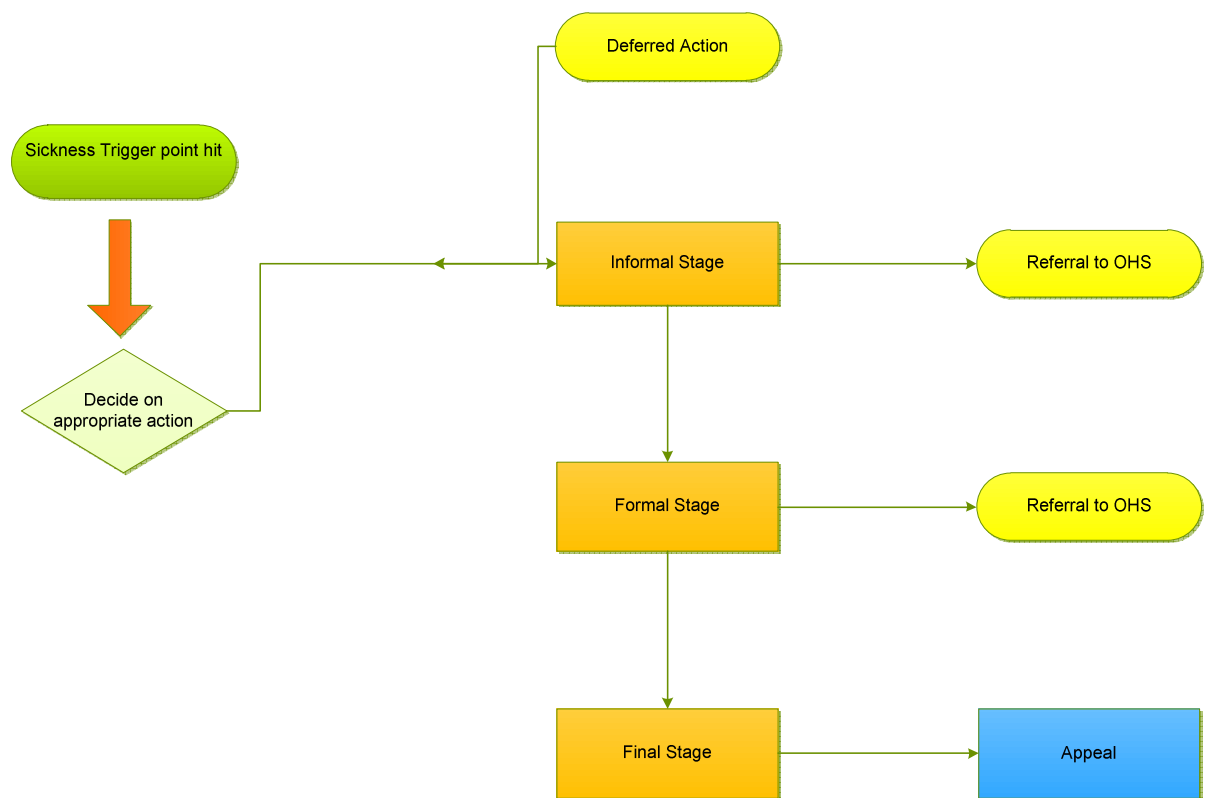 Deferred Action
Sickness Trigger point hit
Informal Stage
Referral to OHS
Decide on
appropriate action
Formal Stage
Referral to OHS
Final Stage
Appeal